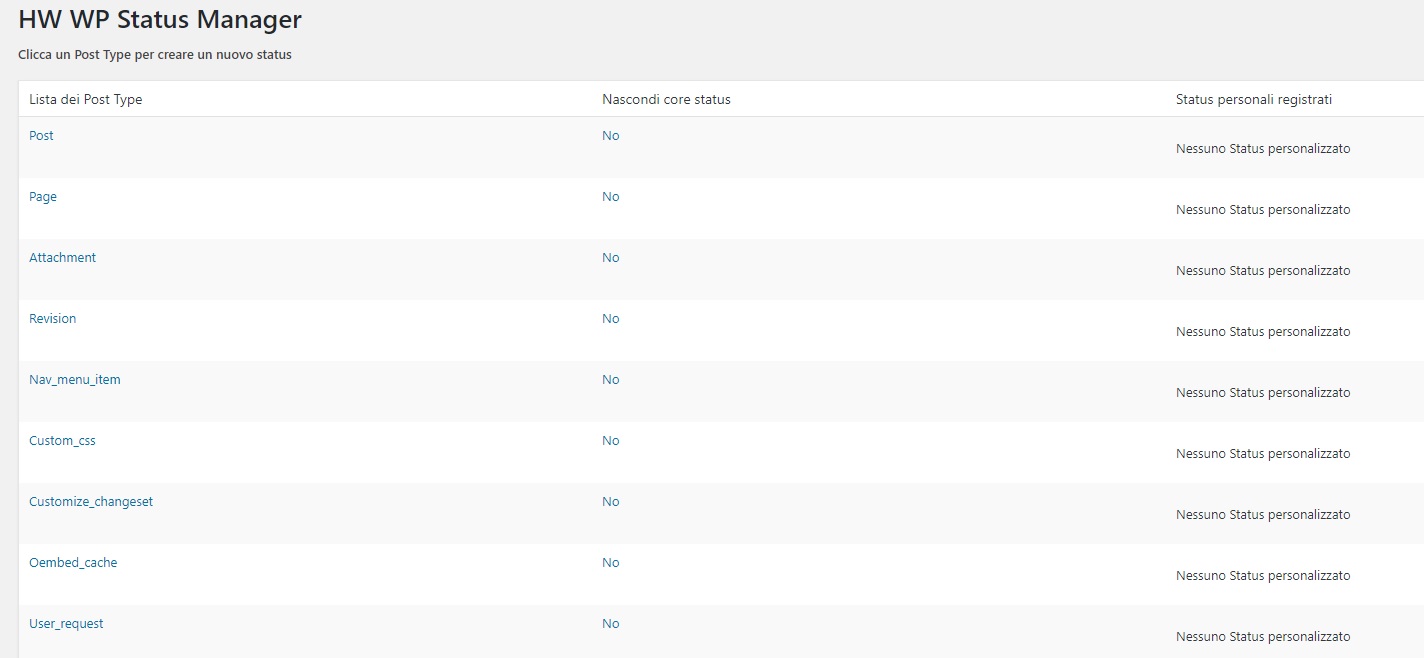 HW WP Status Manager
Clicca un Post Type per creare un nuovo status
Lista dei Post Type Nascondi core status Status personali registrati
Post No Nessuno Status personalizzato
Page No Nessuno Status personalizzato
Attachment No Nessuno Status personalizzato
Revision No Nessuno Status personalizzato
Nav_menu_item No Nessuno Status personalizzato
Custom_css No Nessuno Status personalizzato
Customize_changeset No Nessuno Status personalizzato
Oembed_cache No Nessuno Status personalizzato
User_request No Nessuno Status personalizzato